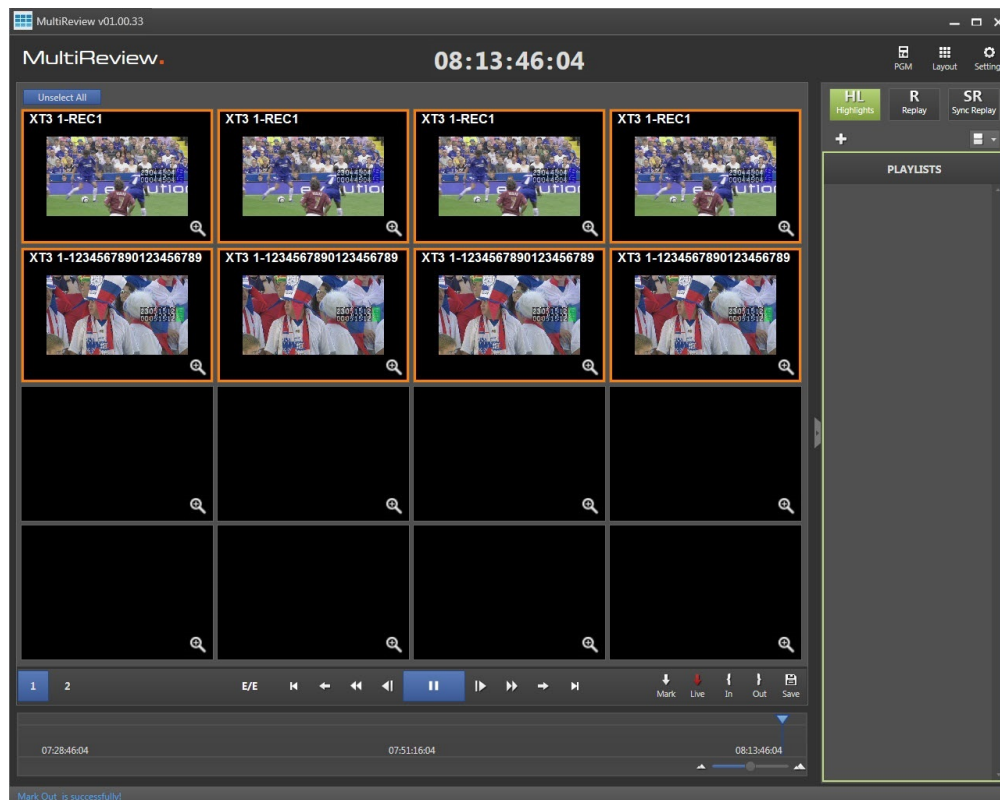 MultiReview v01.00.33
MultiReview.
08:13:46:04
PGM
Layout
Setting
Unselect All
HL
Highlights
R
Replay
SR
Sync Replay
PLAYLISTS
XT3 1-REC1
XT3 1-REC1
XT3 1-REC1
XT3 1-REC1
XT3 1-1234567890123456789
XT3 1-1234567890123456789
XT3 1-1234567890123456789
XT3 1-1234567890123456789
1
2
E/E
Mark
Live
In
Out
Save
07:28:46:04
07:51:16:04
08:13:46:04
Mark Out is successfully!